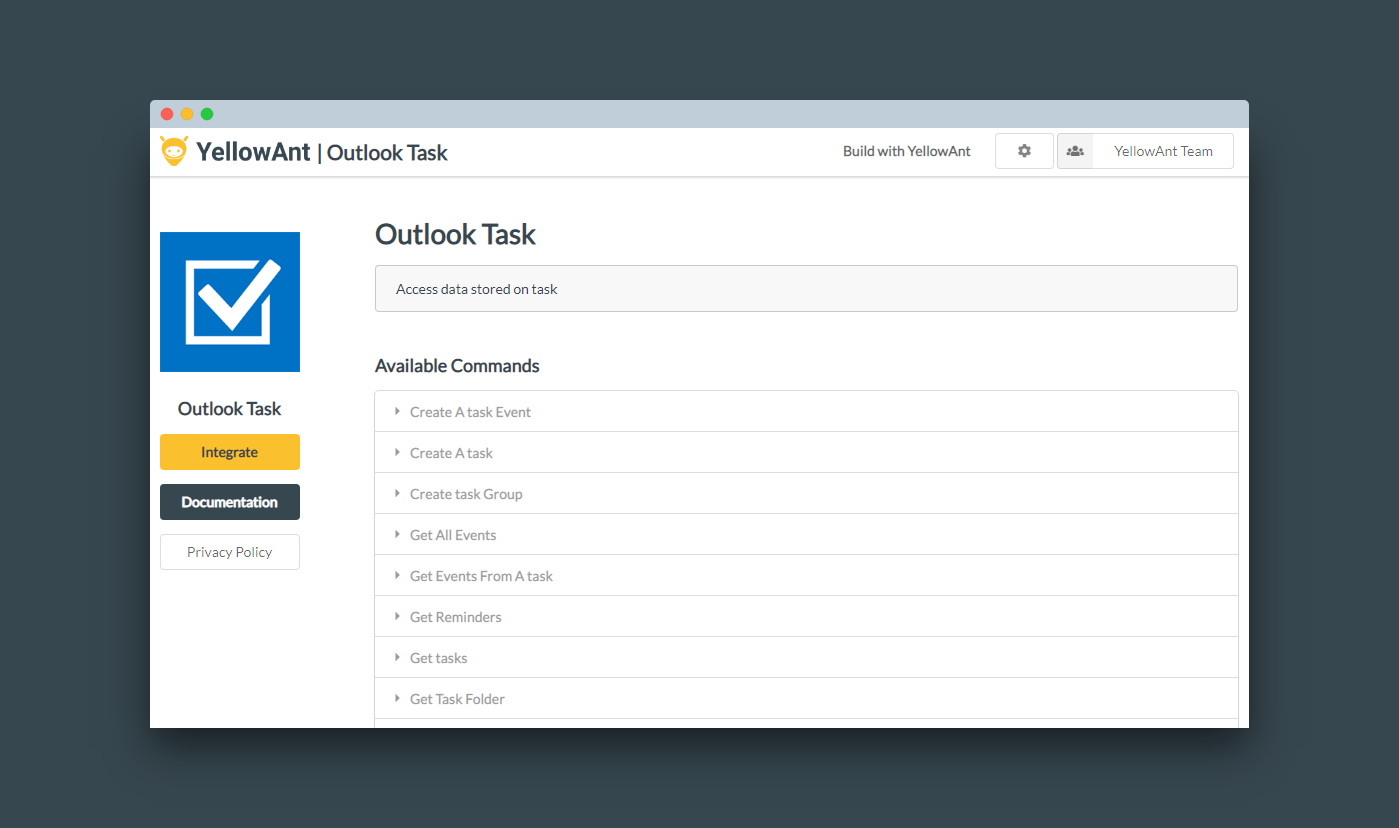 YellowAnt | Outlook Task
Build with YellowAnt
YellowAnt Team
Outlook Task
Integrate
Documentation
Privacy Policy
Outlook Task
Access data stored on task
Available Commands
Create A task Event
Create A task
Create task Group
Get All Events
Get Events From A task
Get Reminders
Get tasks
Get Task Folder